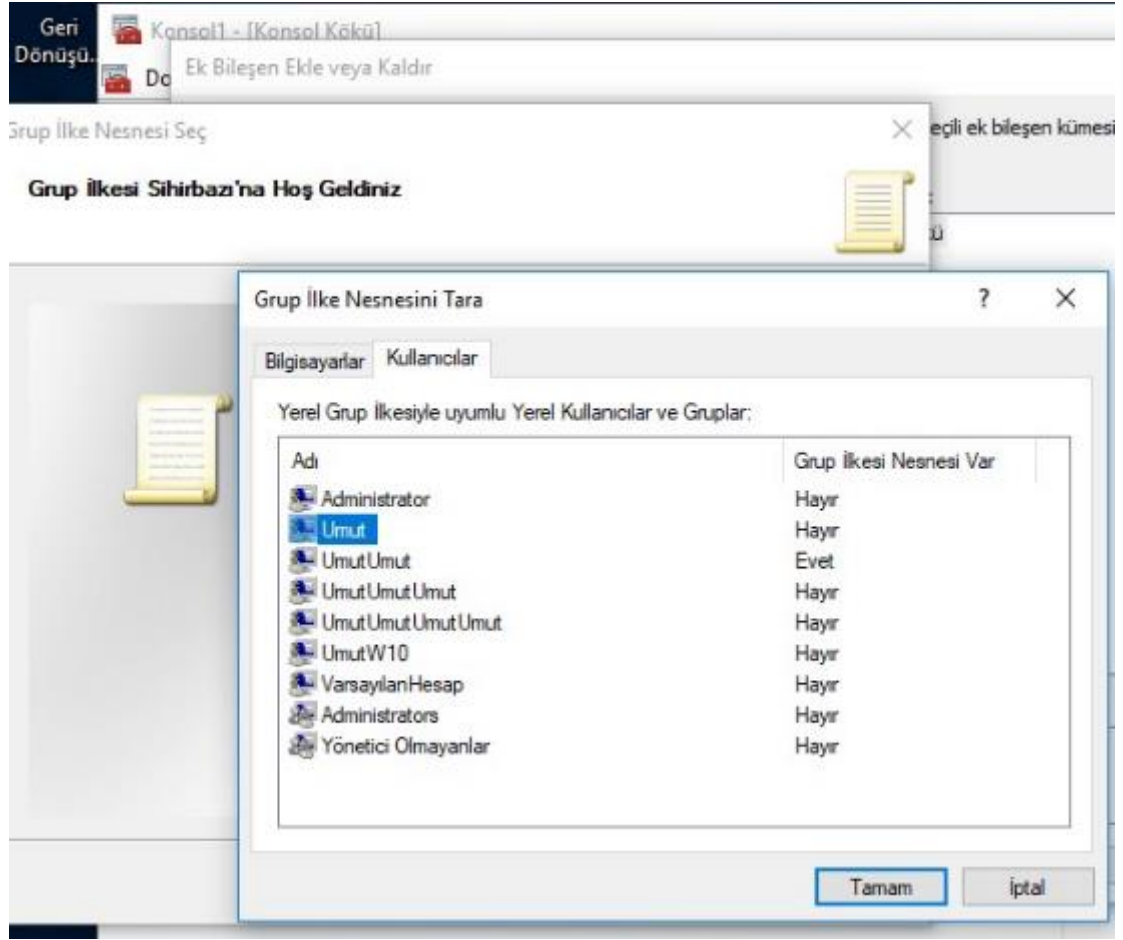 Geri
Dönüşü..
Konsol1 - [Konsol Kökü]
Ek Bileşen Ekle veya Kaldır
Grup İlke Nesnesi Seç
eçili ek bileşen kümesi
Grup İlkesi Sihirbazı'na Hoş Geldiniz
Grup İlke Nesnesini Tara
?
Bilgisayarlar
Kullanıcılar
Yerel Grup İlkesiyle uyumlu Yerel Kullanıcılar ve Gruplar:
Adı Grup İlkesi Nesnesi Var
Administrator Hayır
Umut Hayır
UmutUmut Evet
UmutUmutUmut Hayır
UmutUmutUmutUmut Hayır
UmutW10 Hayır
VarsayılanHesap Hayır
Administrators Hayır
Yönetici Olmayanlar Hayır
Tamam
İptal